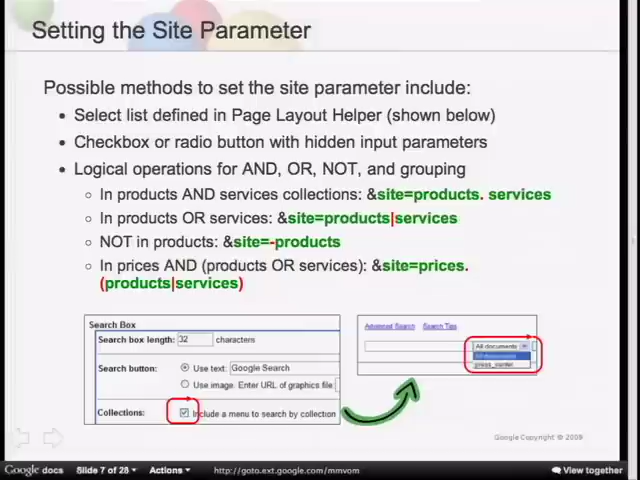 Setting the Site Parameter
Possible methods to set the site parameter include:
• Select list defined in Page Layout Helper (shown below)
• Checkbox or radio button with hidden input parameters
• Logical operations for AND, OR, NOT, and grouping
○ In products AND services collections: &site=products. services
○ In products OR services: &site=products|services
○ NOT in products: &site=-products
○ In prices AND (products OR services): &site=prices.
(products|services)
Search Box
Search box length: 32 characters
Search button: Use text: Google Search
Use image. Enter URL of graphics file:
Collections: Include a menu to search by collection
Advanced Search Search Tips
All documents
All documents
press_center
Google Copyright © 2009
Google docs Slide 7 of 28 Actions http://goto.ext.google.com/mmvom View together